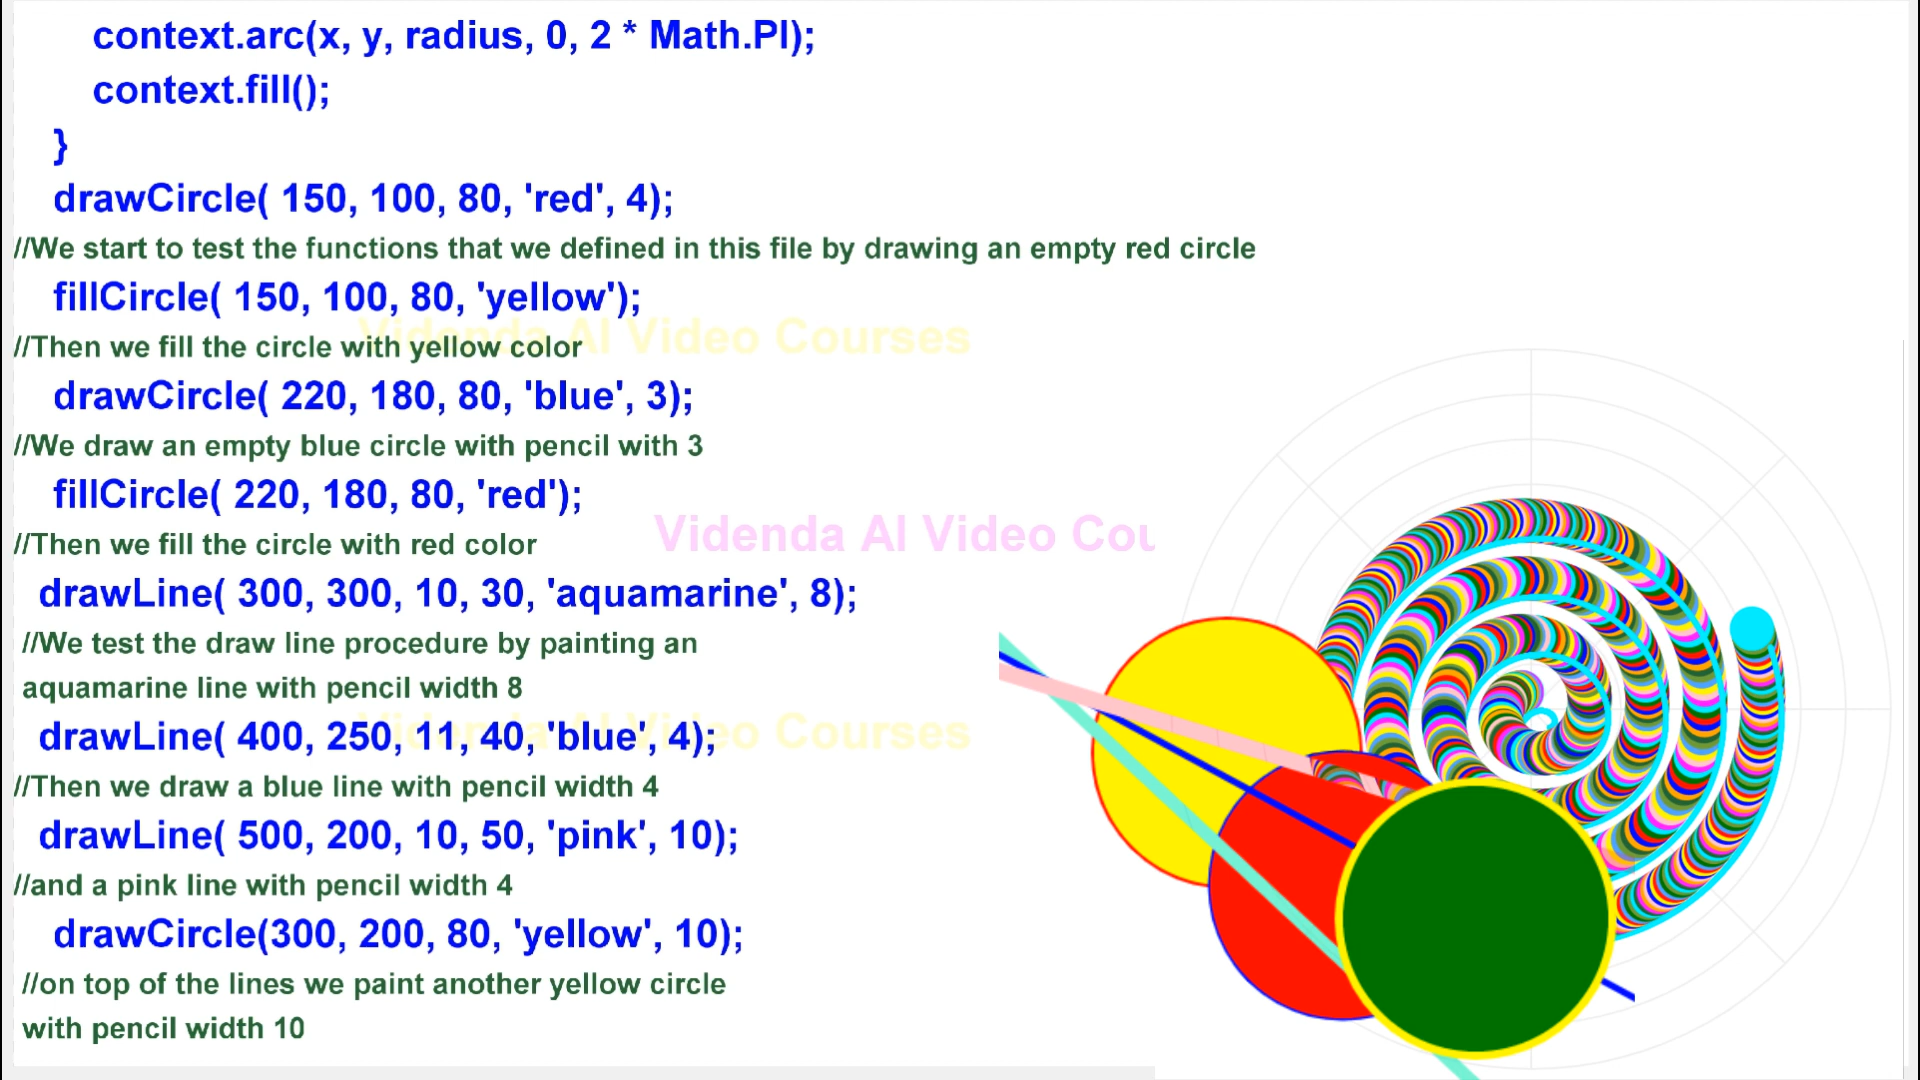 context.arc(x, y, radius, 0, 2 * Math.PI);
context.fill();
}
drawCircle( 150, 100, 80, 'red', 4);
//We start to test the functions that we defined in this file by drawing an empty red circle
fillCircle( 150, 100, 80, 'yellow');
Videnda AI Video Courses
//Then we fill the circle with yellow color
drawCircle( 220, 180, 80, 'blue', 3);
//We draw an empty blue circle with pencil with 3
fillCircle( 220, 180, 80, 'red');
Videnda AI Video Cou
//Then we fill the circle with red color
drawLine( 300, 300, 10, 30, 'aquamarine', 8);
//We test the draw line procedure by painting an
aquamarine line with pencil width 8
drawLine( 400, 250, 11, 40, 'blue', 4);
Videnda AI Video Courses
//Then we draw a blue line with pencil width 4
drawLine( 500, 200, 10, 50, 'pink', 10);
//and a pink line with pencil width 4
drawCircle(300, 200, 80, 'yellow', 10);
//on top of the lines we paint another yellow circle
with pencil width 10